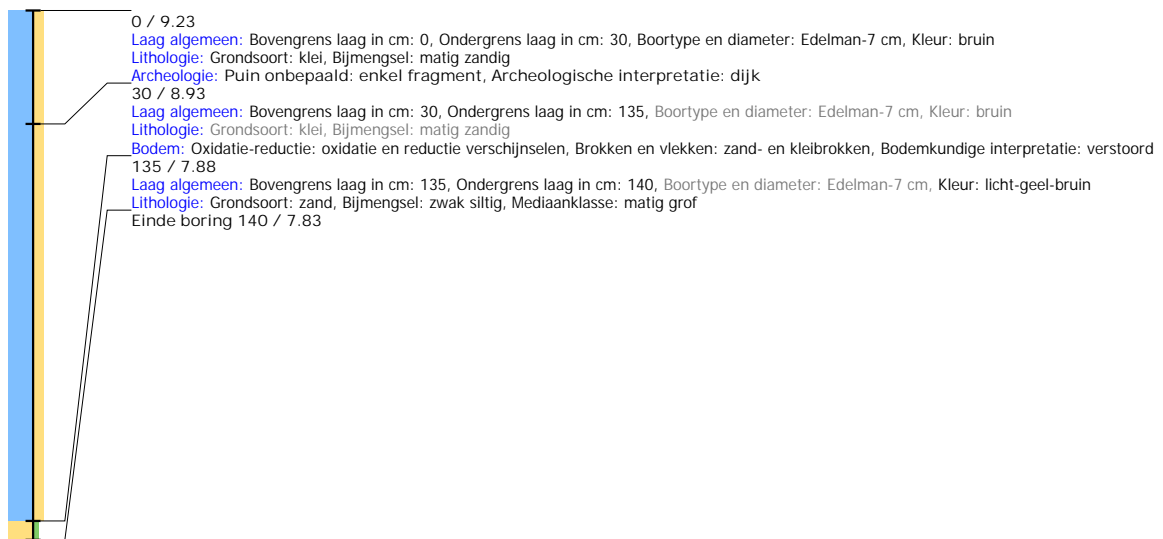 0 / 9.23
Laag algemeen: Bovengrens laag in cm: 0, Ondergrens laag in cm: 30, Boortype en diameter: Edelman-7 cm, Kleur: bruin
Lithologie: Grondsoort: klei, Bijmengsel: matig zandig
Archeologie: Puin onbepaald: enkel fragment, Archeologische interpretatie: dijk
30 / 8.93
Laag algemeen: Bovengrens laag in cm: 30, Ondergrens laag in cm: 135, Boortype en diameter: Edelman-7 cm, Kleur: bruin
Lithologie: Grondsoort: klei, Bijmengsel: matig zandig
Bodem: Oxidatie-reductie: oxidatie en reductie verschijnselen, Brokken en vlekken: zand- en kleibrokken, Bodemkundige interpretatie: verstoord
135 / 7.88
Laag algemeen: Bovengrens laag in cm: 135, Ondergrens laag in cm: 140, Boortype en diameter: Edelman-7 cm, Kleur: licht-geel-bruin
Lithologie: Grondsoort: zand, Bijmengsel: zwak siltig, Mediaanklasse: matig grof
Einde boring 140 / 7.83